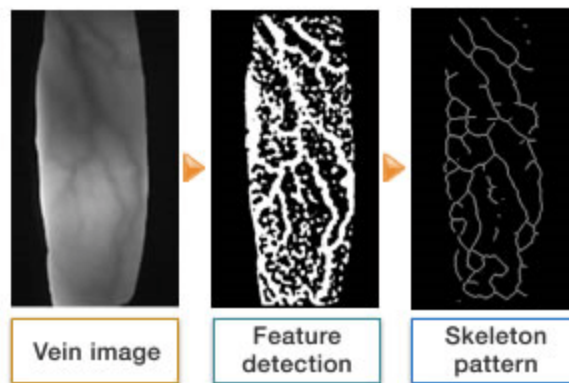 Vein image
Feature
detection
Skeleton
pattern